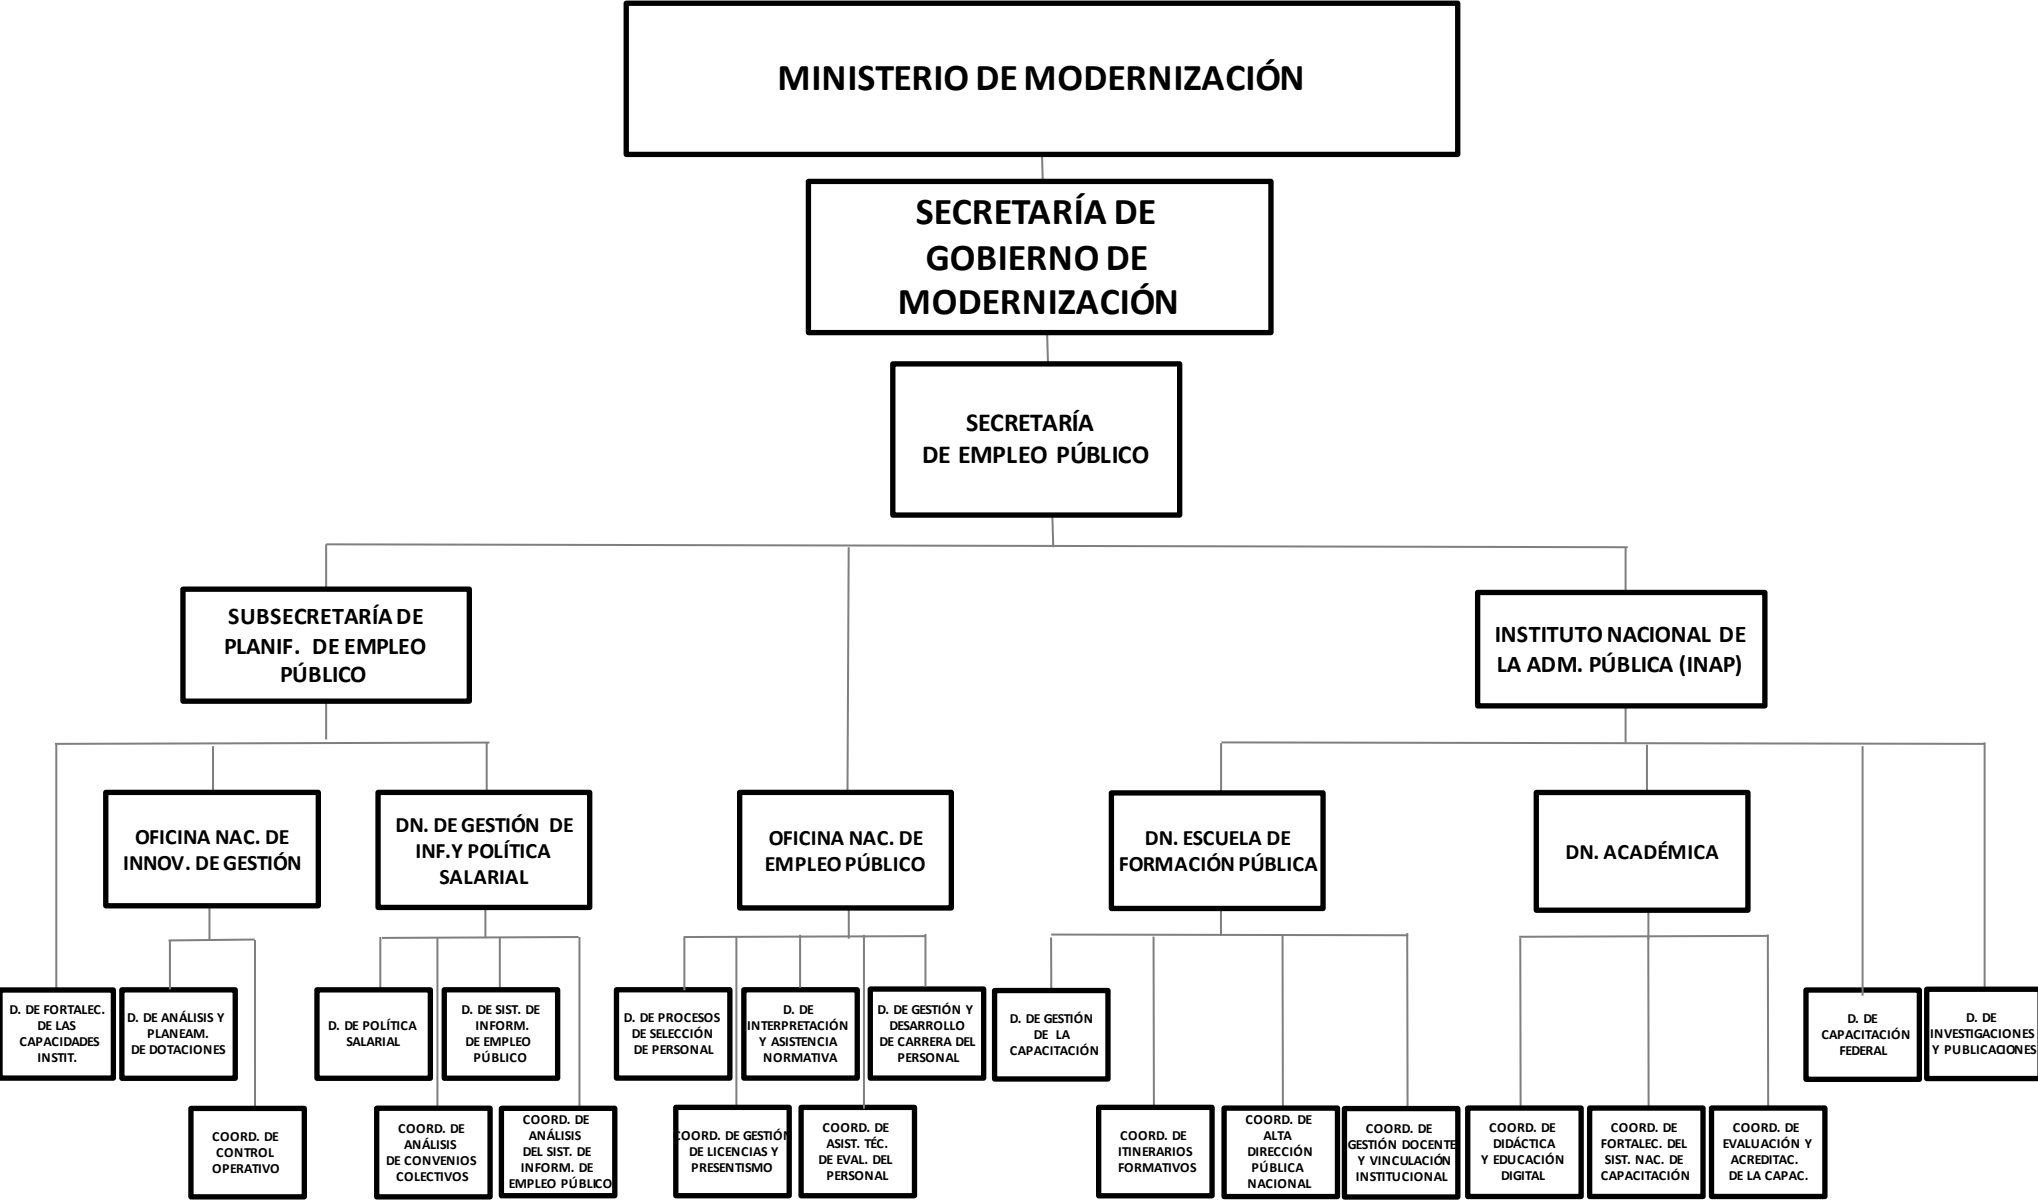 MINISTERIO DE MODERNIZACIÓN
SECRETARÍA DE
GOBIERNO DE
MODERNIZACIÓN
SECRETARÍA
DE EMPLEO PÚBLICO
SUBSECRETARÍA DE
PLANIF. DE EMPLEO
PÚBLICO
INSTITUTO NACIONAL DE
LA ADM. PÚBLICA (INAP)
OFICINA NAC. DE
INNOV. DE GESTIÓN
DN. DE GESTIÓN DE
INF.Y POLÍTICA
SALARIAL
OFICINA NAC. DE
EMPLEO PÚBLICO
DN. ESCUELA DE
FORMACIÓN PÚBLICA
DN. ACADÉMICA
D. DE FORTALEC.
DE LAS
CAPACIDADES
INSTIT.
D. DE ANÁLISIS Y
PLANEAM.
DE DOTACIONES
D. DE POLÍTICA
SALARIAL
D. DE SIST. DE
INFORM.
DE EMPLEO
PÚBLICO
D. DE PROCESOS
DE SELECCIÓN
DE PERSONAL
D. DE
INTERPRETACIÓN
Y ASISTENCIA
NORMATIVA
D. DE GESTIÓN Y
DESARROLLO
DE CARRERA DEL
PERSONAL
D. DE GESTIÓN
DE LA
CAPACITACIÓN
D. DE
CAPACITACIÓN
FEDERAL
D. DE
INVESTIGACIONES
Y PUBLICACIONES
COORD. DE
CONTROL
OPERATIVO
COORD. DE
ANÁLISIS
DE CONVENIOS
COLECTIVOS
COORD. DE
ANÁLISIS
DEL SIST. DE
INFORM. DE
EMPLEO PÚBLICO
COORD. DE GESTIÓN
DE LICENCIAS Y
PRESENTISMO
COORD. DE
ASIST. TÉC.
DE EVAL. DEL
PERSONAL
COORD. DE
ITINERARIOS
FORMATIVOS
COORD. DE
ALTA
DIRECCIÓN
PÚBLICA
NACIONAL
COORD. DE
GESTIÓN DOCENTE
Y VINCULACIÓN
INSTITUCIONAL
COORD. DE
DIDÁCTICA
Y EDUCACIÓN
DIGITAL
COORD. DE
FORTALEC. DEL
SIST. NAC. DE
CAPACITACIÓN
COORD. DE
EVALUACIÓN Y
ACREDITAC.
DE LA CAPAC.